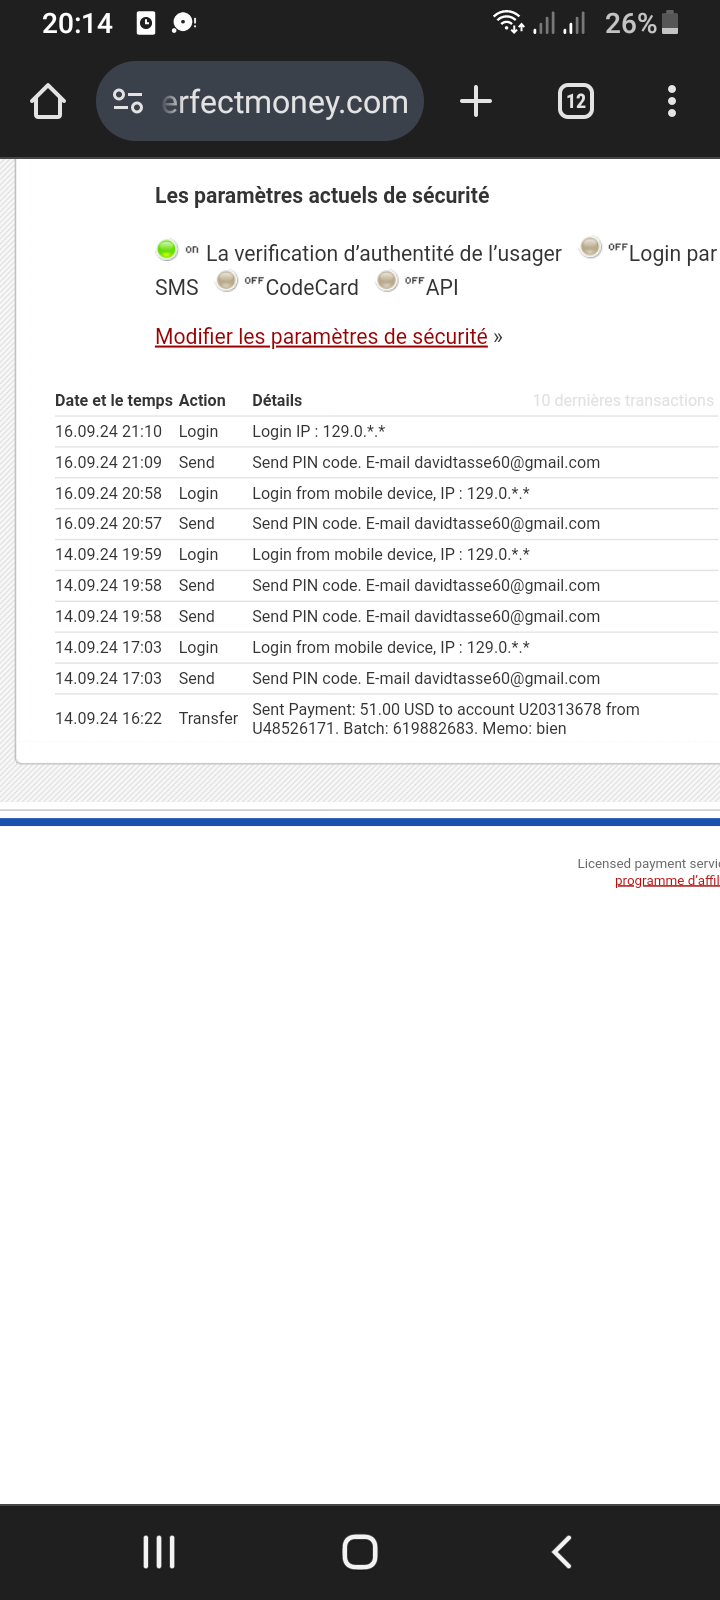 20:14
26%
erfectmoney.com
12
Les paramètres actuels de sécurité
on La verification d’authentité de l’usager OFF Login par
SMS OFF CodeCard OFF API
Modifier les paramètres de sécurité »
Date et le temps Action Détails 10 dernières transactions
16.09.24 21:10 Login Login IP : 129.0.*.*
16.09.24 21:09 Send Send PIN code. E-mail davidtasse60@gmail.com
16.09.24 20:58 Login Login from mobile device, IP : 129.0.*.*
16.09.24 20:57 Send Send PIN code. E-mail davidtasse60@gmail.com
14.09.24 19:59 Login Login from mobile device, IP : 129.0.*.*
14.09.24 19:58 Send Send PIN code. E-mail davidtasse60@gmail.com
14.09.24 19:58 Send Send PIN code. E-mail davidtasse60@gmail.com
14.09.24 17:03 Login Login from mobile device, IP : 129.0.*.*
14.09.24 17:03 Send Send PIN code. E-mail davidtasse60@gmail.com
14.09.24 16:22 Transfer Sent Payment: 51.00 USD to account U20313678 from
U48526171. Batch: 619882683. Memo: bien
Licensed payment servic
programme d’affil